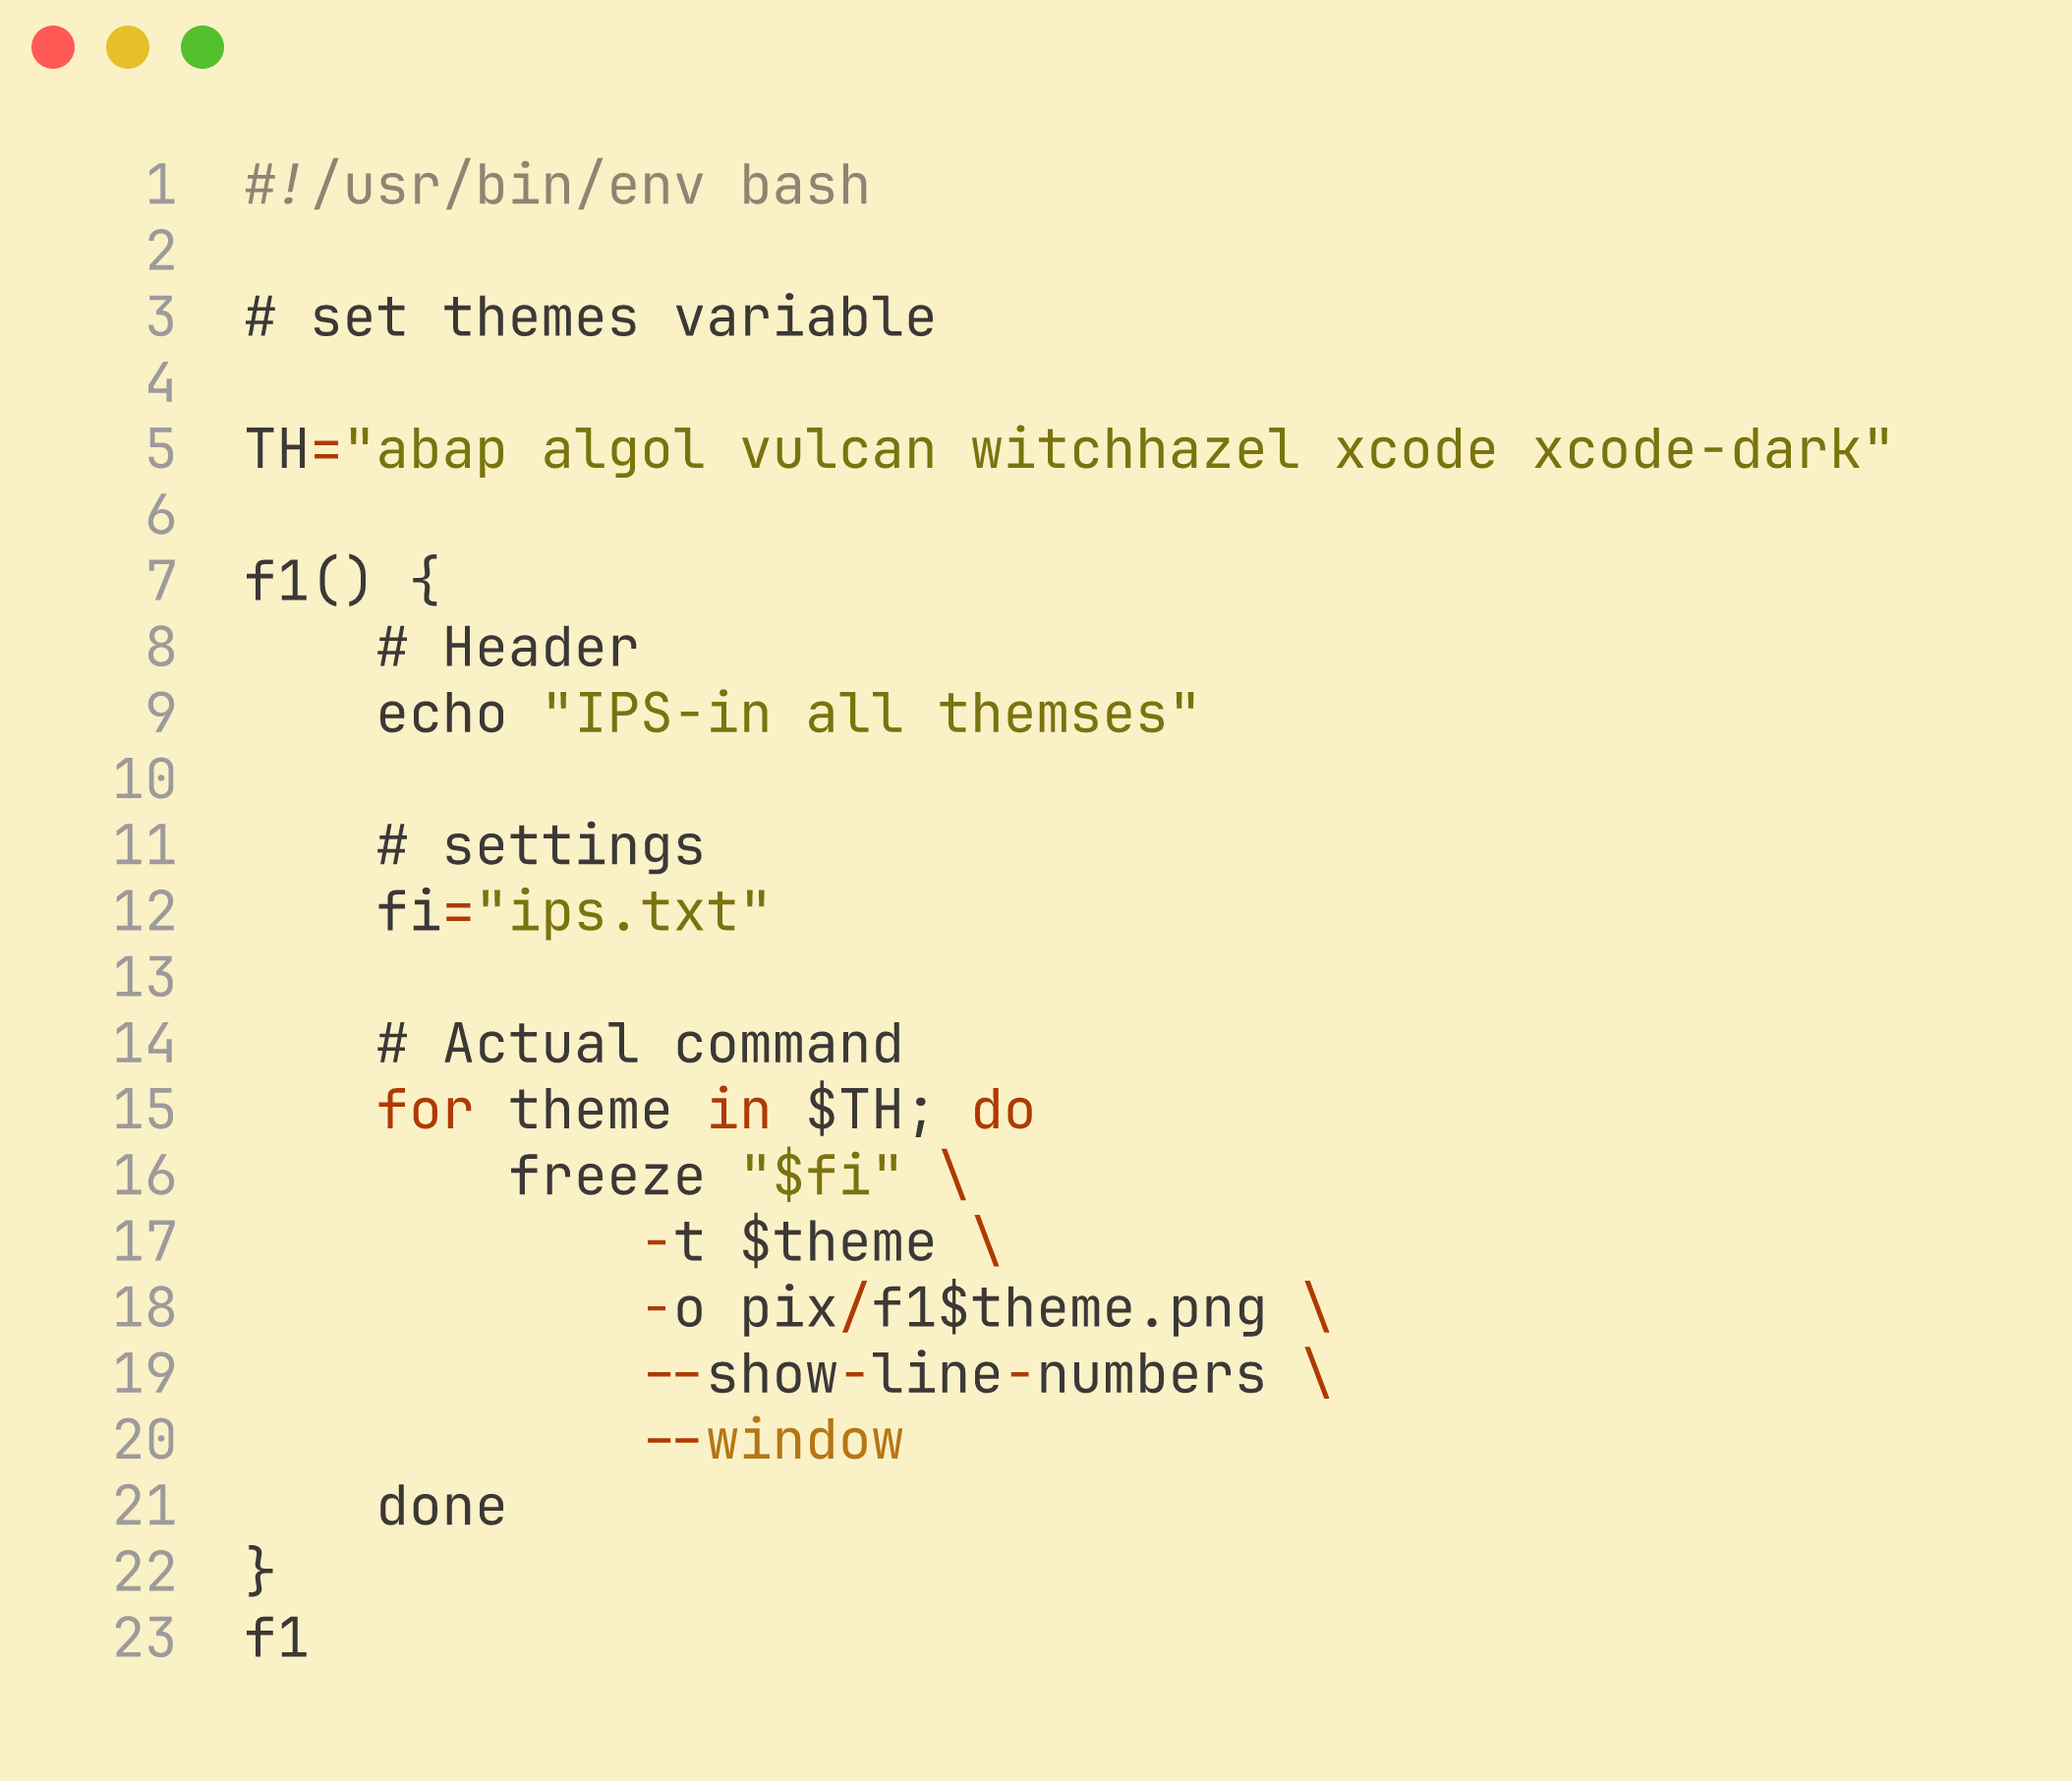 1 #!/usr/bin/env bash
2
3 # set themes variable
4
5 TH="abap algol vulcan witchhazel xcode xcode-dark"
6
7 f1() {
8     # Header
9     echo "IPS-in all themses"
10
11     # settings
12     fi="ips.txt"
13
14     # Actual command
15     for theme in $TH; do
16         freeze "$fi" \
17             -t $theme \
18             -o pix/f1$theme.png \
19             --show-line-numbers \
20             --window
21     done
22 }
23 f1